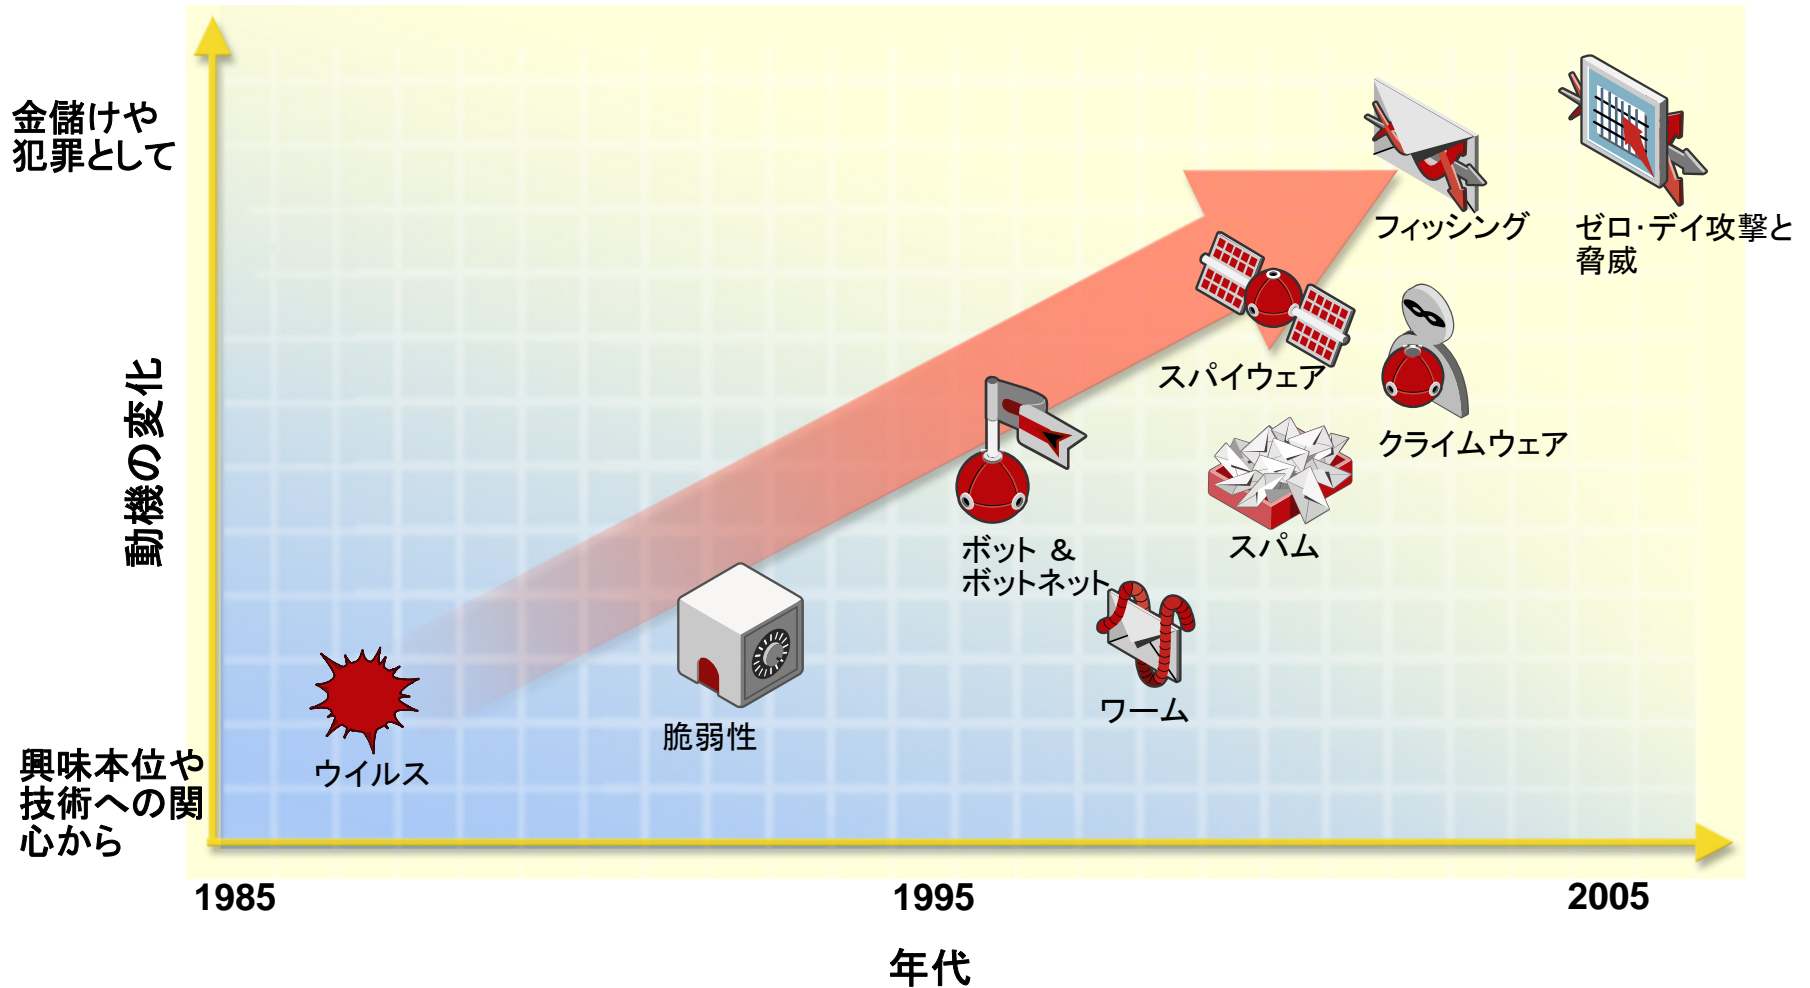 金儲けや
犯罪として
動機の変化
興味本位や
技術への関
心から
フィッシング
ゼロ・デイ攻撃と
脅威
スパイウェア
クライムウェア
スパム
ボット &
ボットネット
ワーム
脆弱性
ウイルス
1985
1995
2005
年代